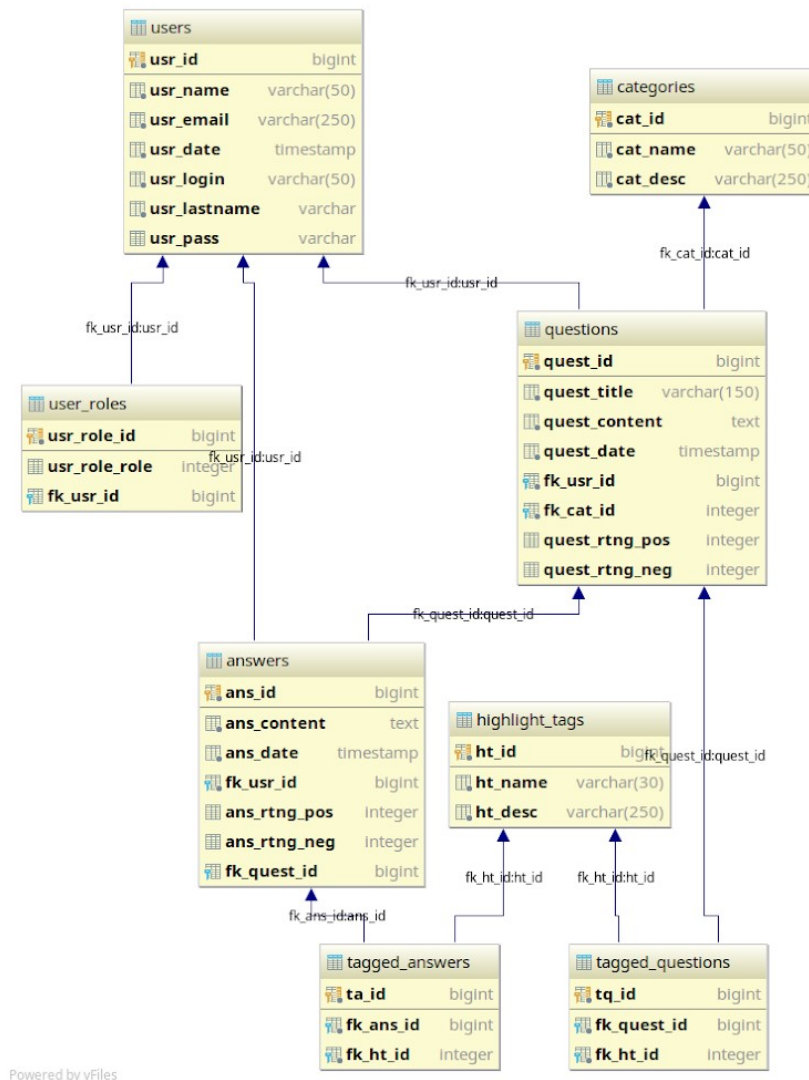 users
usr_id bigint
usr_name varchar(50)
usr_email varchar(250)
usr_date timestamp
usr_login varchar(50)
usr_lastname varchar
usr_pass varchar
categories
cat_id bigint
cat_name varchar(50)
cat_desc varchar(250)
fk_cat_id:cat_id
fk_usr_id:usr_id
fk_usr_id:usr_id
questions
quest_id bigint
quest_title varchar(150)
quest_content text
quest_date timestamp
fk_usr_id bigint
fk_cat_id integer
quest_rtng_pos integer
quest_rtng_neg integer
user_roles
usr_role_id bigint
usr_role_role integer
fk_usr_id bigint
fk_usr_id:usr_id
fk_quest_id:quest_id
answers
ans_id bigint
ans_content text
ans_date timestamp
fk_usr_id bigint
ans_rtng_pos integer
ans_rtng_neg integer
fk_quest_id bigint
highlight_tags
ht_id bigint
ht_name varchar(30)
ht_desc varchar(250)
fk_quest_id:quest_id
fk_ht_id:ht_id
fk_ht_id:ht_id
fk_ans_id:ans_id
tagged_answers
ta_id bigint
fk_ans_id bigint
fk_ht_id integer
tagged_questions
tq_id bigint
fk_quest_id bigint
fk_ht_id integer
Powered by yFiles